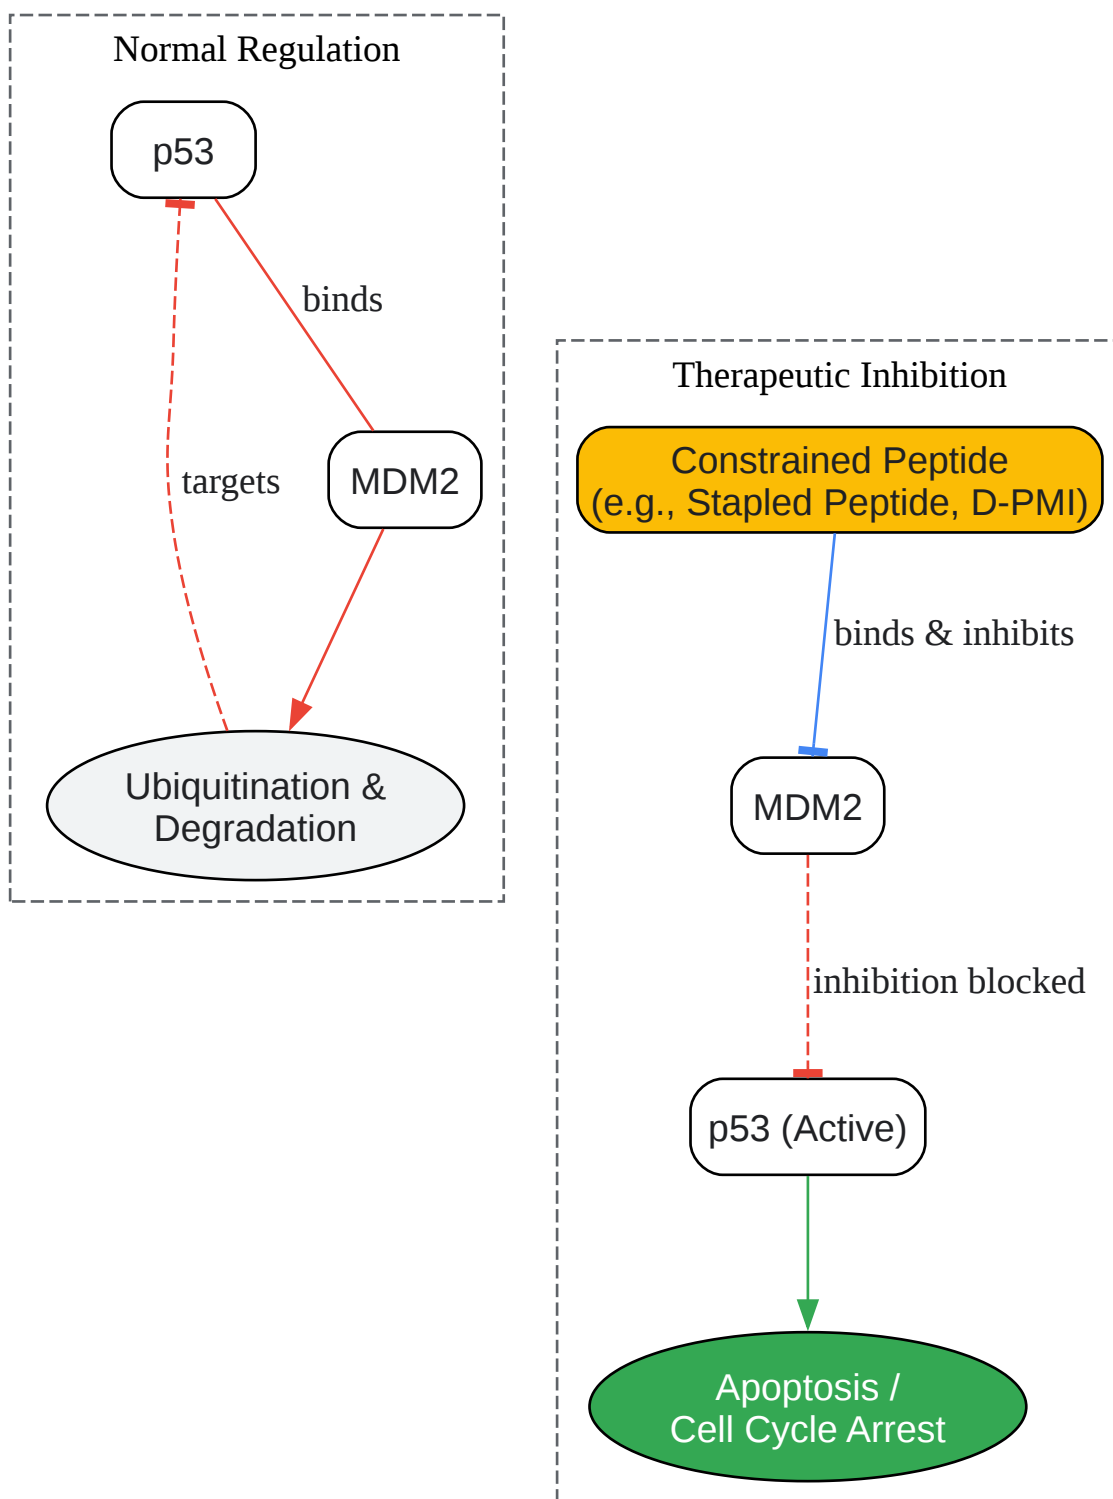 Normal Regulation
p53
binds
targets
MDM2
Ubiquitination &
Degradation
Therapeutic Inhibition
Constrained Peptide
(e.g., Stapled Peptide, D-PMI)
binds & inhibits
MDM2
inhibition blocked
p53 (Active)
Apoptosis /
Cell Cycle Arrest